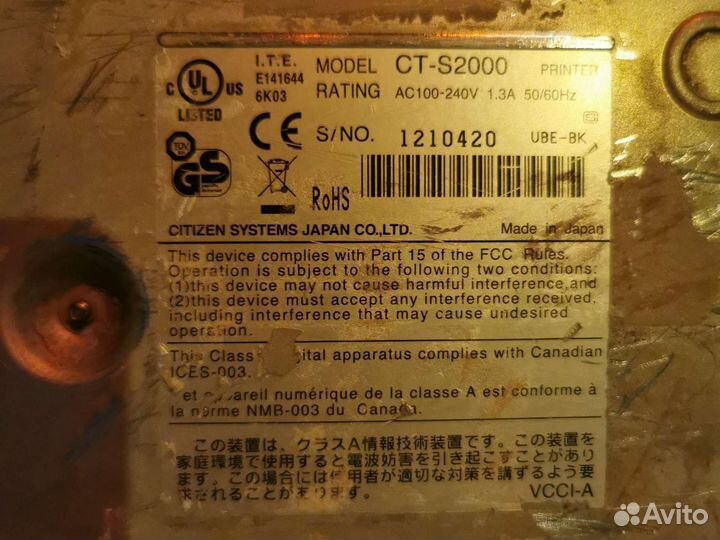 I.T.E.
E141644
6K03
C UL US
LISTED
MODEL CT-S2000 PRINTER
RATING AC100-240V 1.3A 50/60Hz
CE S/NO. 1210420 UBE-BK
TÜV
GS
RoHS
CITIZEN SYSTEMS JAPAN CO.,LTD. Made in Japan
This device complies with Part 15 of the FCC Rules.
Operation is subject to the following two conditions:
(1)this device may not cause harmful interference,and
(2)this device must accept any interference received,
including interference that may cause undesired
operation.
This Class apparatus complies with Canadian
ICES-003.
numérique de la classe A est conforme à
la norme NMB-003 du Canada.
この装置は、クラスA情報技術装置です。この装置を
家庭環境で使用すると電波妨害を引き起こすことがあり
ます。この場合には使用者が適切な対策を講ずるよう要
求されることがあります。 VCCI-A
Avito